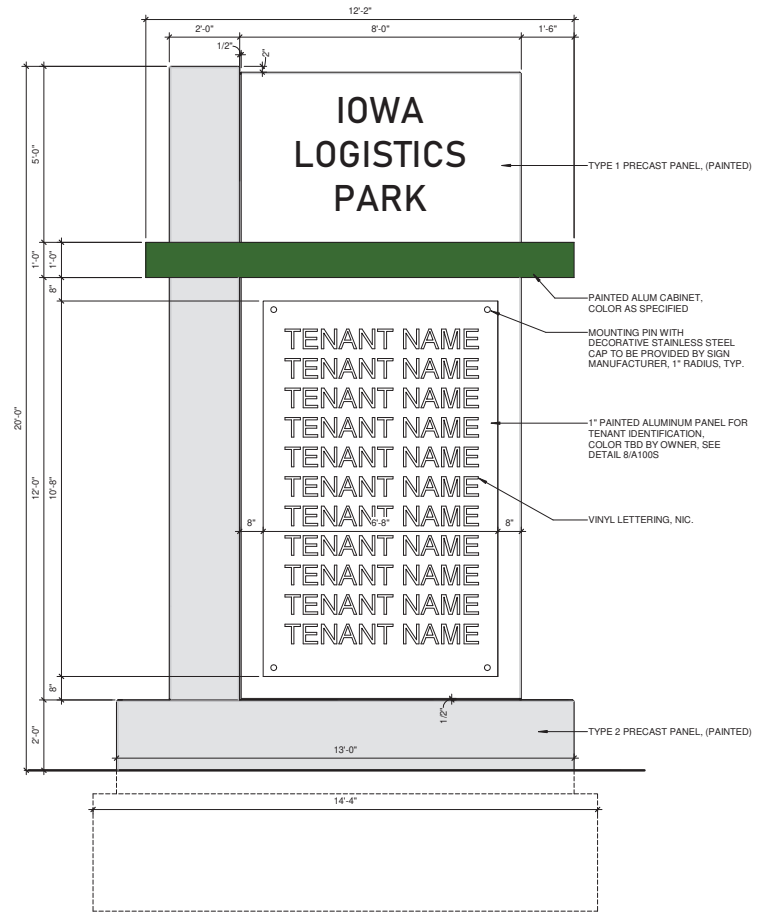 12'-2"
2'-0"
8'-0"
1'-6"
1/2"
2"
IOWA
LOGISTICS
PARK
5'-0"
TYPE 1 PRECAST PANEL, (PAINTED)
1'-0"
1'-0"
8"
PAINTED ALUM CABINET,
COLOR AS SPECIFIED
MOUNTING PIN WITH
DECORATIVE STAINLESS STEEL
CAP TO BE PROVIDED BY SIGN
MANUFACTURER, 1" RADIUS, TYP.
TENANT NAME
TENANT NAME
TENANT NAME
TENANT NAME
TENANT NAME
TENANT NAME
TENANT NAME
TENANT NAME
TENANT NAME
TENANT NAME
TENANT NAME
20'-0"
12'-0"
10'-8"
1" PAINTED ALUMINUM PANEL FOR
TENANT IDENTIFICATION,
COLOR TBD BY OWNER, SEE
DETAIL 8/A100S
VINYL LETTERING, NIC.
8"
6'-8"
8"
8"
1/2"
2'-0"
TYPE 2 PRECAST PANEL, (PAINTED)
13'-0"
14'-4"